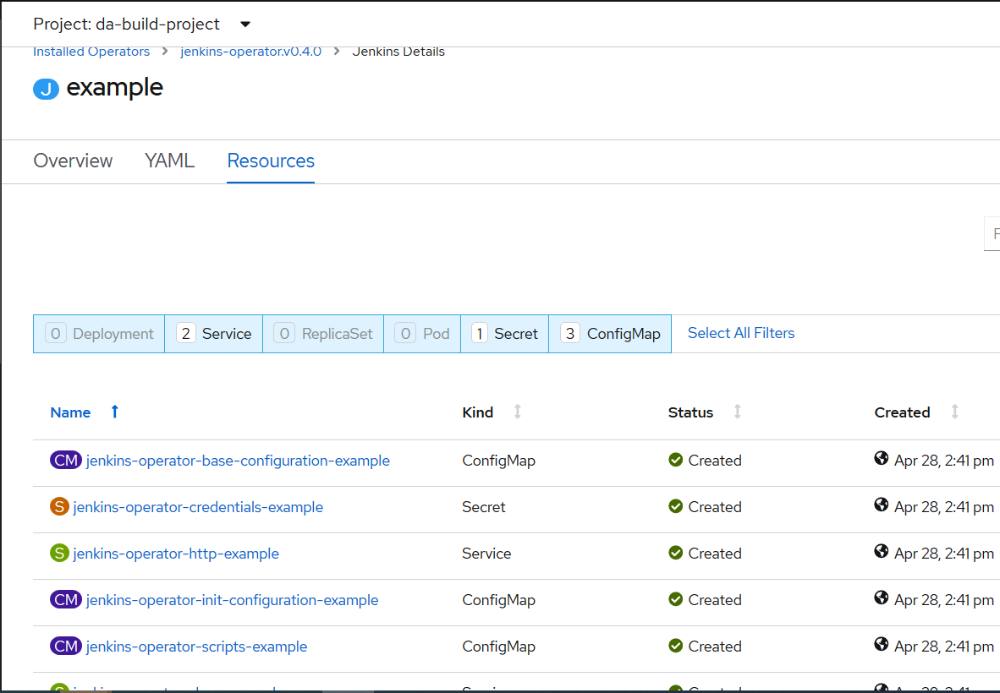 Project: da-build-project
Installed Operators > jenkins-operator.v0.4.0 > Jenkins Details
J example
Overview YAML Resources
F
0 Deployment 2 Service 0 ReplicaSet 0 Pod 1 Secret 3 ConfigMap Select All Filters
Name Kind Status Created
CM jenkins-operator-base-configuration-example ConfigMap Created Apr 28, 2:41 pm
S jenkins-operator-credentials-example Secret Created Apr 28, 2:41 pm
S jenkins-operator-http-example Service Created Apr 28, 2:41 pm
CM jenkins-operator-init-configuration-example ConfigMap Created Apr 28, 2:41 pm
CM jenkins-operator-scripts-example ConfigMap Created Apr 28, 2:41 pm